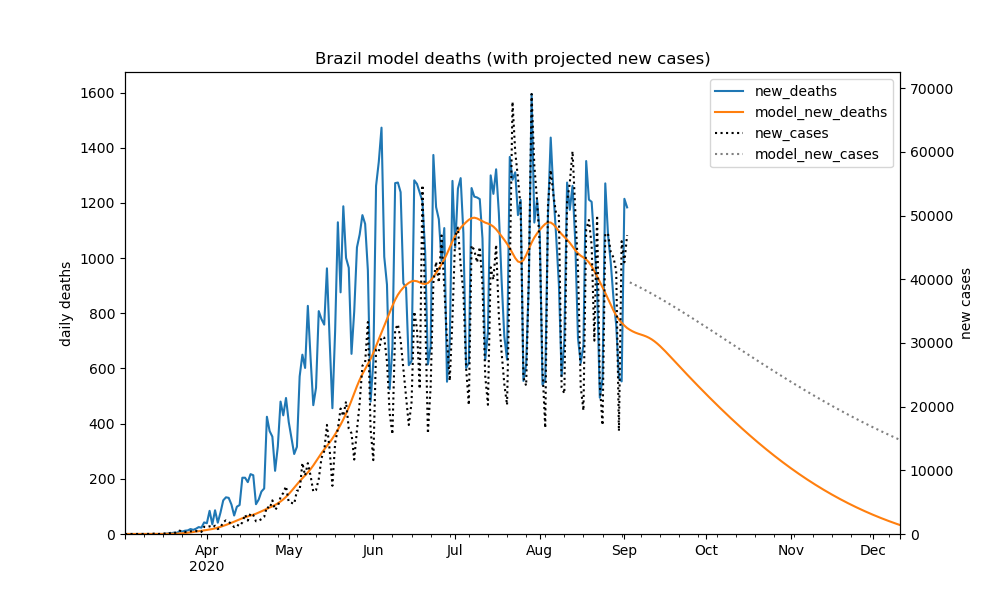 Brazil model deaths (with projected new cases)
new_deaths
model_new_deaths
new_cases
model_new_cases
1600
1400
1200
1000
800
600
400
200
0
daily deaths
70000
60000
50000
40000
30000
20000
10000
0
new cases
Apr May Jun Jul Aug Sep Oct Nov Dec
2020